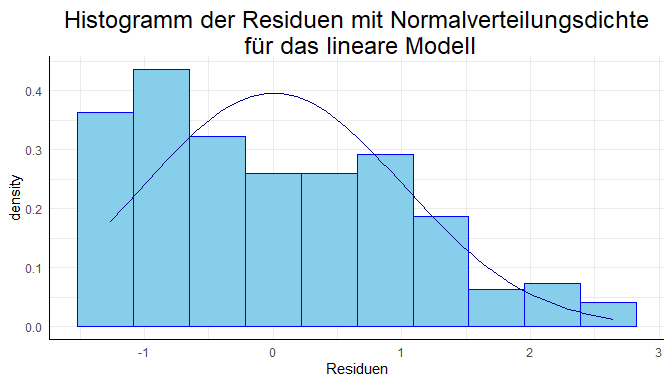 Histogramm der Residuen mit Normalverteilungsdichte
für das lineare Modell
density
0.4
0.3
0.2
0.1
0.0
-1
0
1
2
3
Residuen